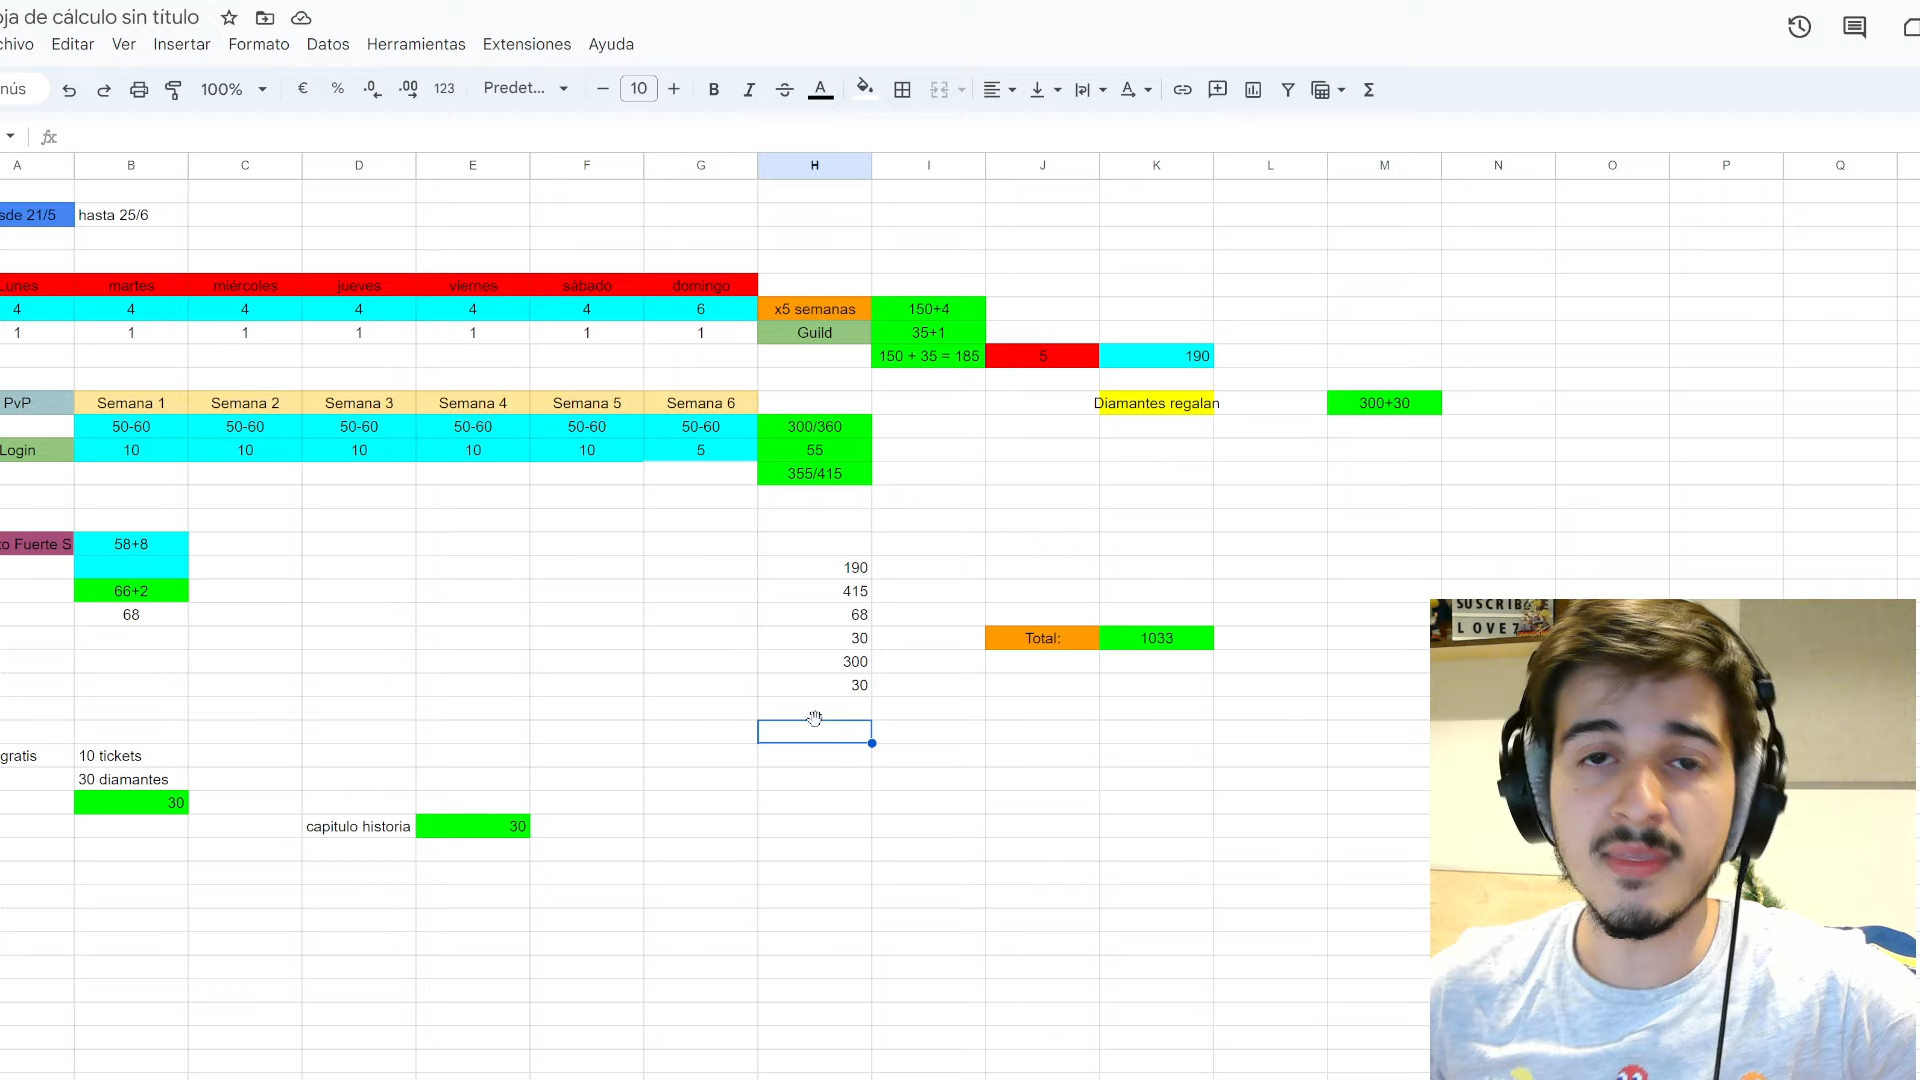 oja de cálculo sin título
chivo Editar Ver Insertar Formato Datos Herramientas Extensiones Ayuda
nús 100% € % .0 .00 123 Predet... − 10 + B I S A Σ
fx
A B C D E F G H I J K L M N O P Q
sde 21/5 hasta 25/6
Lunes martes miércoles jueves viernes sábado domingo
4 4 4 4 4 4 6 x5 semanas 150+4
1 1 1 1 1 1 1 Guild 35+1
150 + 35 = 185 5 190
PvP Semana 1 Semana 2 Semana 3 Semana 4 Semana 5 Semana 6 Diamantes regalan 300+30
50-60 50-60 50-60 50-60 50-60 50-60 300/360
Login 10 10 10 10 10 5 55
355/415
to Fuerte S 58+8
190
66+2 415
68 68
30 Total: 1033
300
30
gratis 10 tickets
30 diamantes
30
capitulo historia 30
SUSCRIB
LOVE7